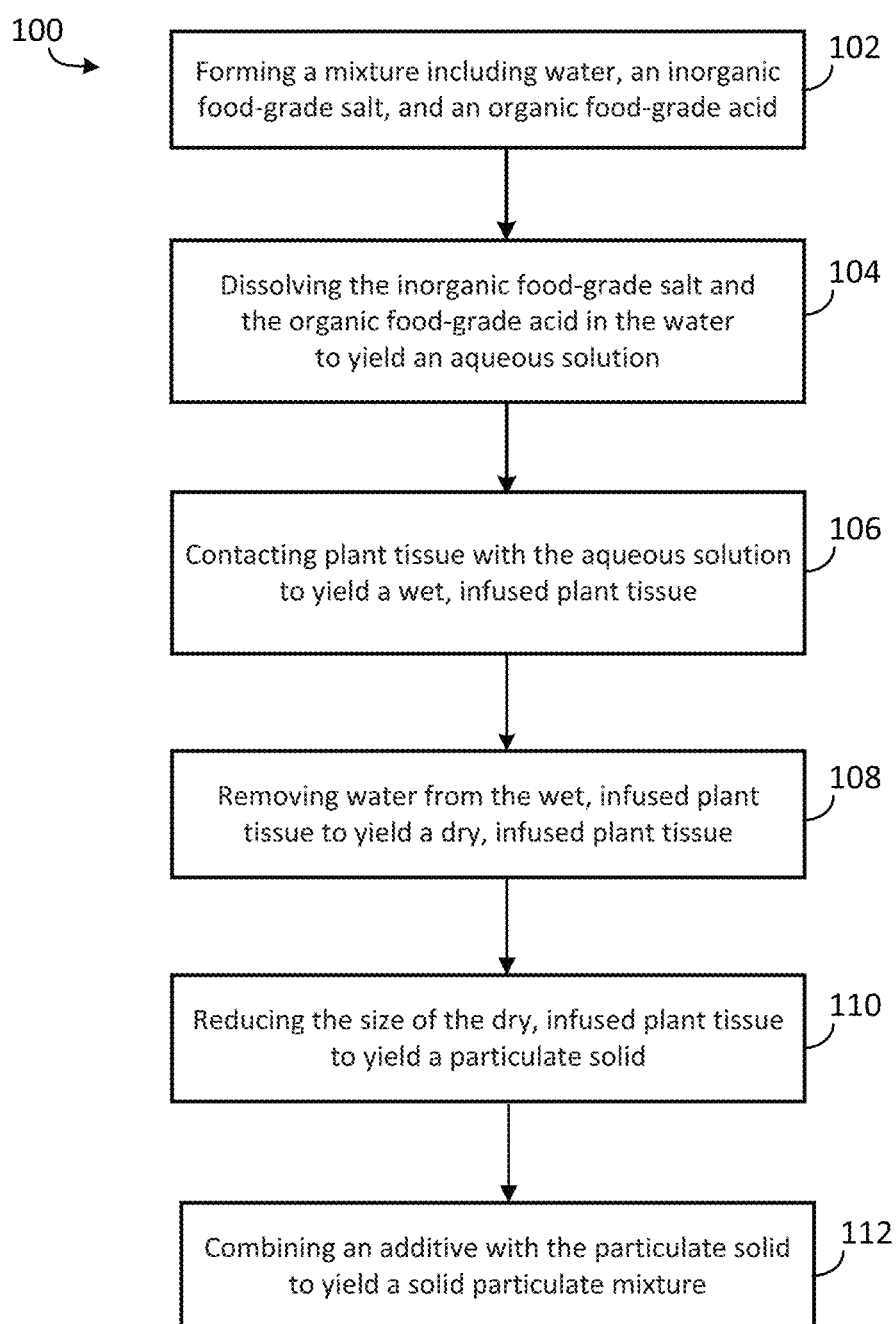 100
102
Forming a mixture including water, an inorganic
food-grade salt, and an organic food-grade acid
104
Dissolving the inorganic food-grade salt and
the organic food-grade acid in the water
to yield an aqueous solution
106
Contacting plant tissue with the aqueous solution
to yield a wet, infused plant tissue
108
Removing water from the wet, infused plant
tissue to yield a dry, infused plant tissue
110
Reducing the size of the dry, infused plant tissue
to yield a particulate solid
112
Combining an additive with the particulate solid
to yield a solid particulate mixture